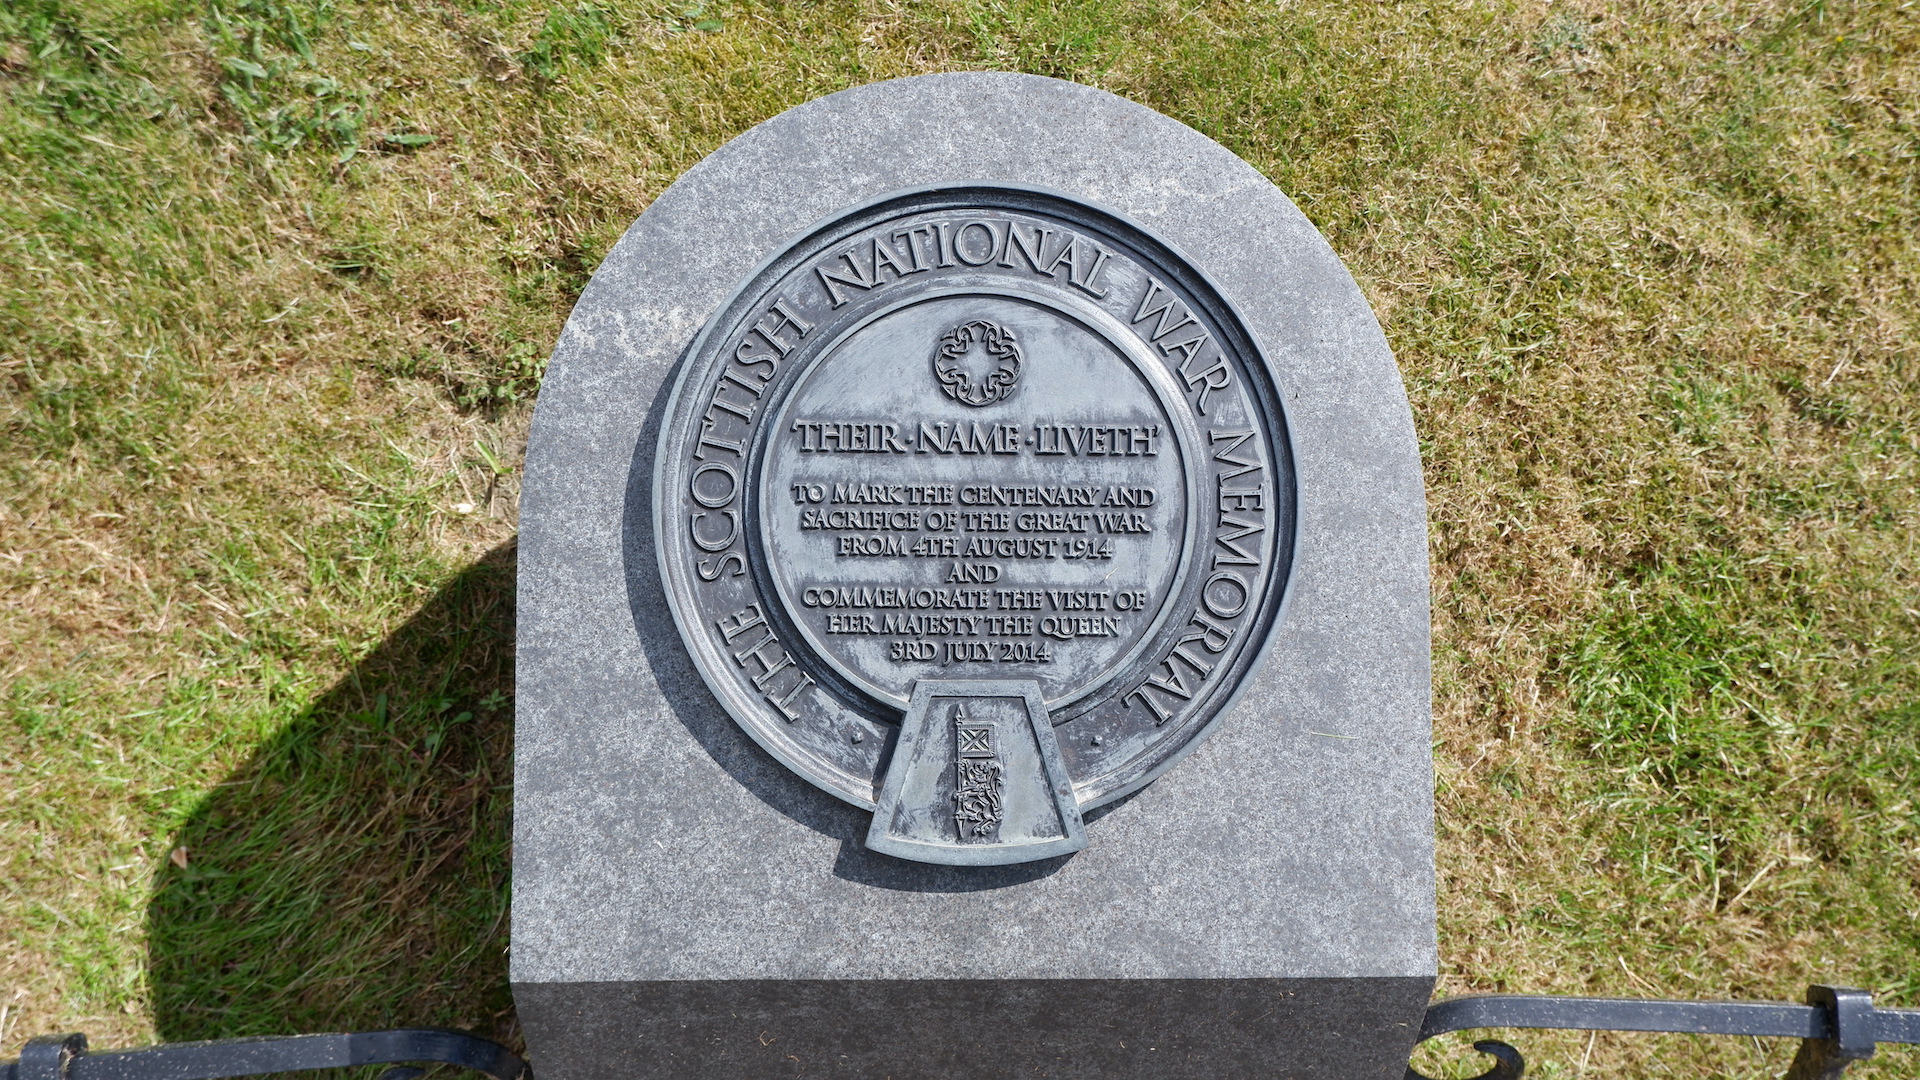 THE SCOTTISH NATIONAL WAR MEMORIAL
'THEIR·NAME·LIVETH'
TO MARK THE CENTENARY AND
SACRIFICE OF THE GREAT WAR
FROM 4TH AUGUST 1914
AND
COMMEMORATE THE VISIT OF
HER MAJESTY THE QUEEN
3RD JULY 2014